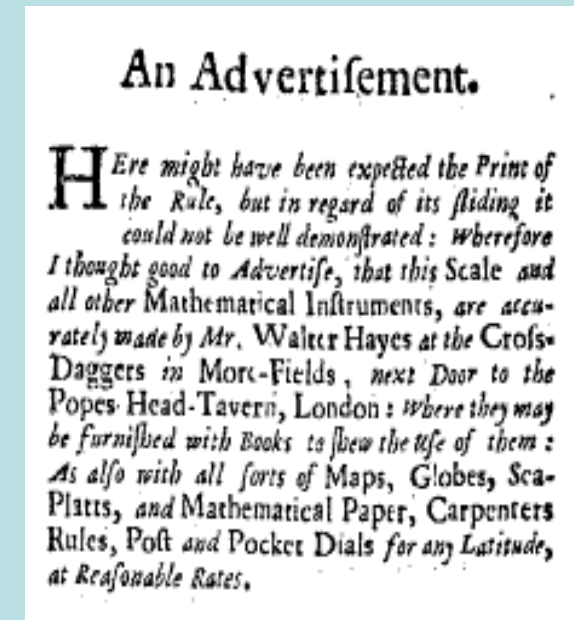 An Advertiſement.
HEre might have been expected the Print of
the Rule, but in regard of its ſliding it
could not be well demonſtrated: Wherefore
I thought good to Advertiſe, that this Scale and
all other Mathematical Inſtruments, are accu-
rately made by Mr. Walter Hayes at the Croſs-
Daggers in More-Fields, next Door to the
Popes-Head-Tavern, London: Where they may
be furniſhed with Books to ſhew the Uſe of them:
As alſo with all ſorts of Maps, Globes, Sea-
Platts, and Mathematical Paper, Carpenters
Rules, Poſt and Pocket Dials for any Latitude,
at Reaſonable Rates.